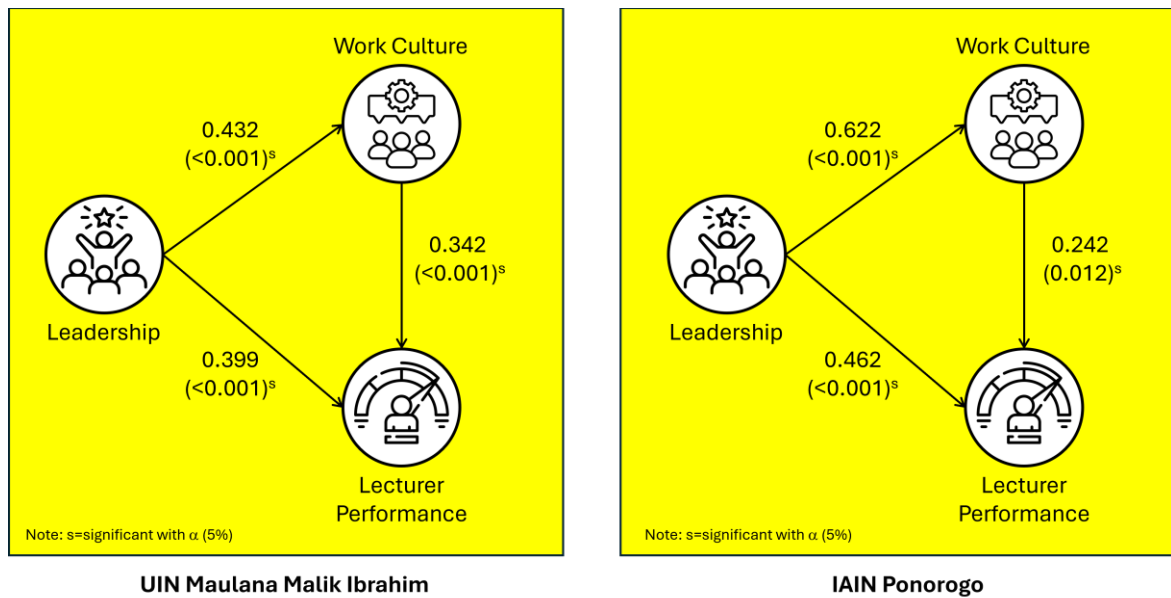 Work Culture
0.432
(<0.001)ˢ
0.342
(<0.001)ˢ
Leadership
0.399
(<0.001)ˢ
Lecturer
Performance
Note: s=significant with α (5%)
UIN Maulana Malik Ibrahim
Work Culture
0.622
(<0.001)ˢ
0.242
(0.012)ˢ
Leadership
0.462
(<0.001)ˢ
Lecturer
Performance
Note: s=significant with α (5%)
IAIN Ponorogo